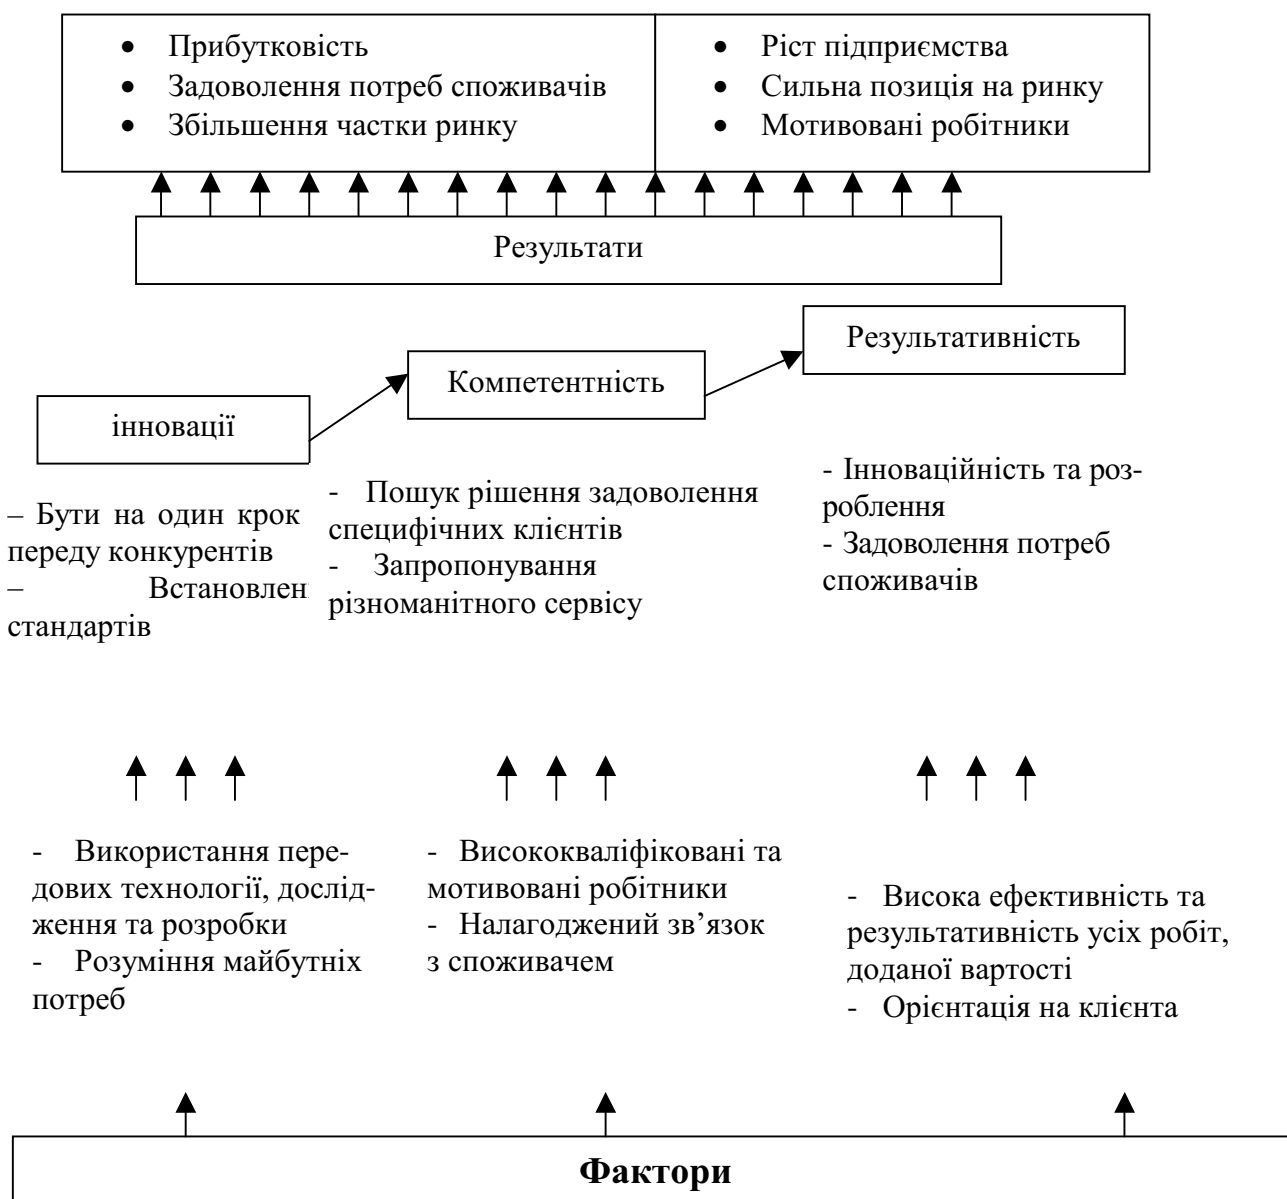 • Прибутковість
• Задоволення потреб споживачів
• Збільшення частки ринку
• Ріст підприємства
• Сильна позиція на ринку
• Мотивовані робітники
Результати
Результативність
Компетентність
інновації
– Бути на один крок
переду конкурентів
–
стандартів
- Пошук рішення задоволення
специфічних клієнтів
- Запропонування
різноманітного сервісу
- Інноваційність та роз-
роблення
- Задоволення потреб
споживачів
- Використання пере-
дових технології, дослід-
ження та розробки
- Розуміння майбутніх
потреб
- Висококваліфіковані та
мотивовані робітники
- Налагоджений зв’язок
з споживачем
- Висока ефективність та
результативність усіх робіт,
доданої вартості
- Орієнтація на клієнта
Фактори